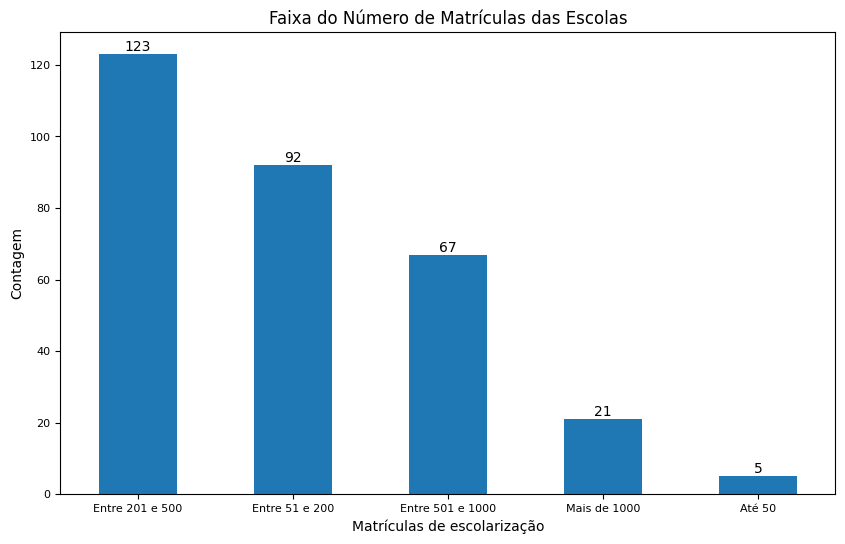 Faixa do Número de Matrículas das Escolas
Contagem
120
100
80
60
40
20
0
123
92
67
21
5
Entre 201 e 500
Entre 51 e 200
Entre 501 e 1000
Mais de 1000
Até 50
Matrículas de escolarização